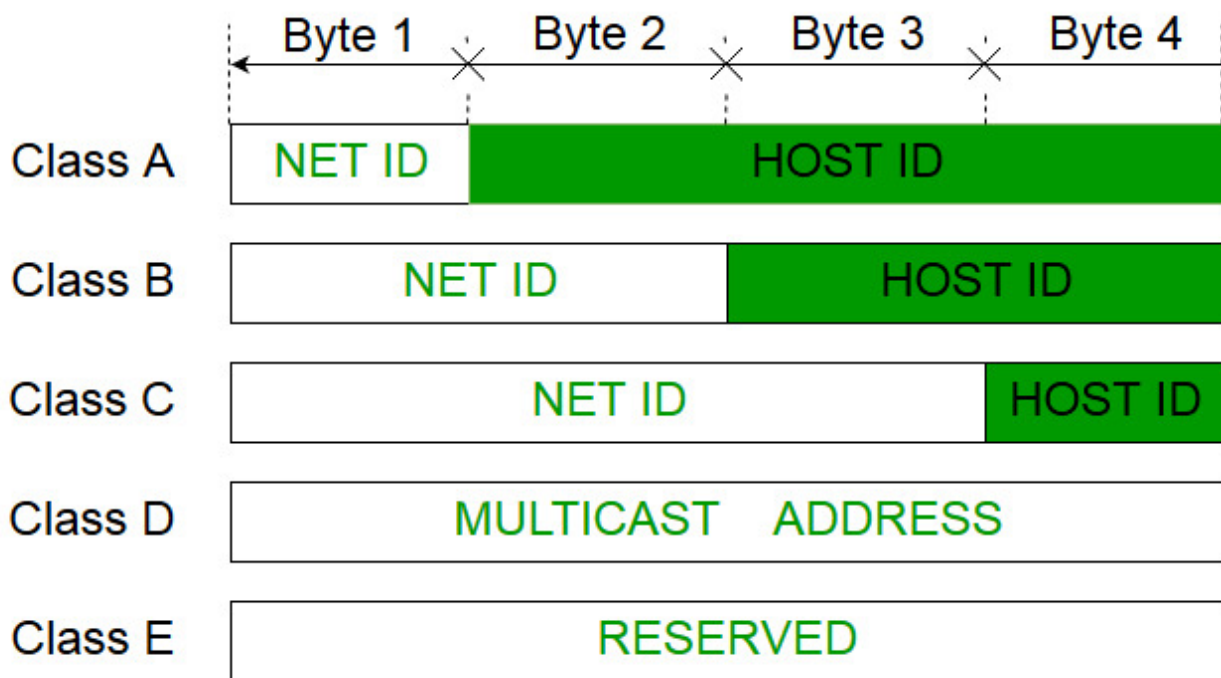 Byte 1 Byte 2 Byte 3 Byte 4
Class A NET ID HOST ID
Class B NET ID HOST ID
Class C NET ID HOST ID
Class D MULTICAST ADDRESS
Class E RESERVED